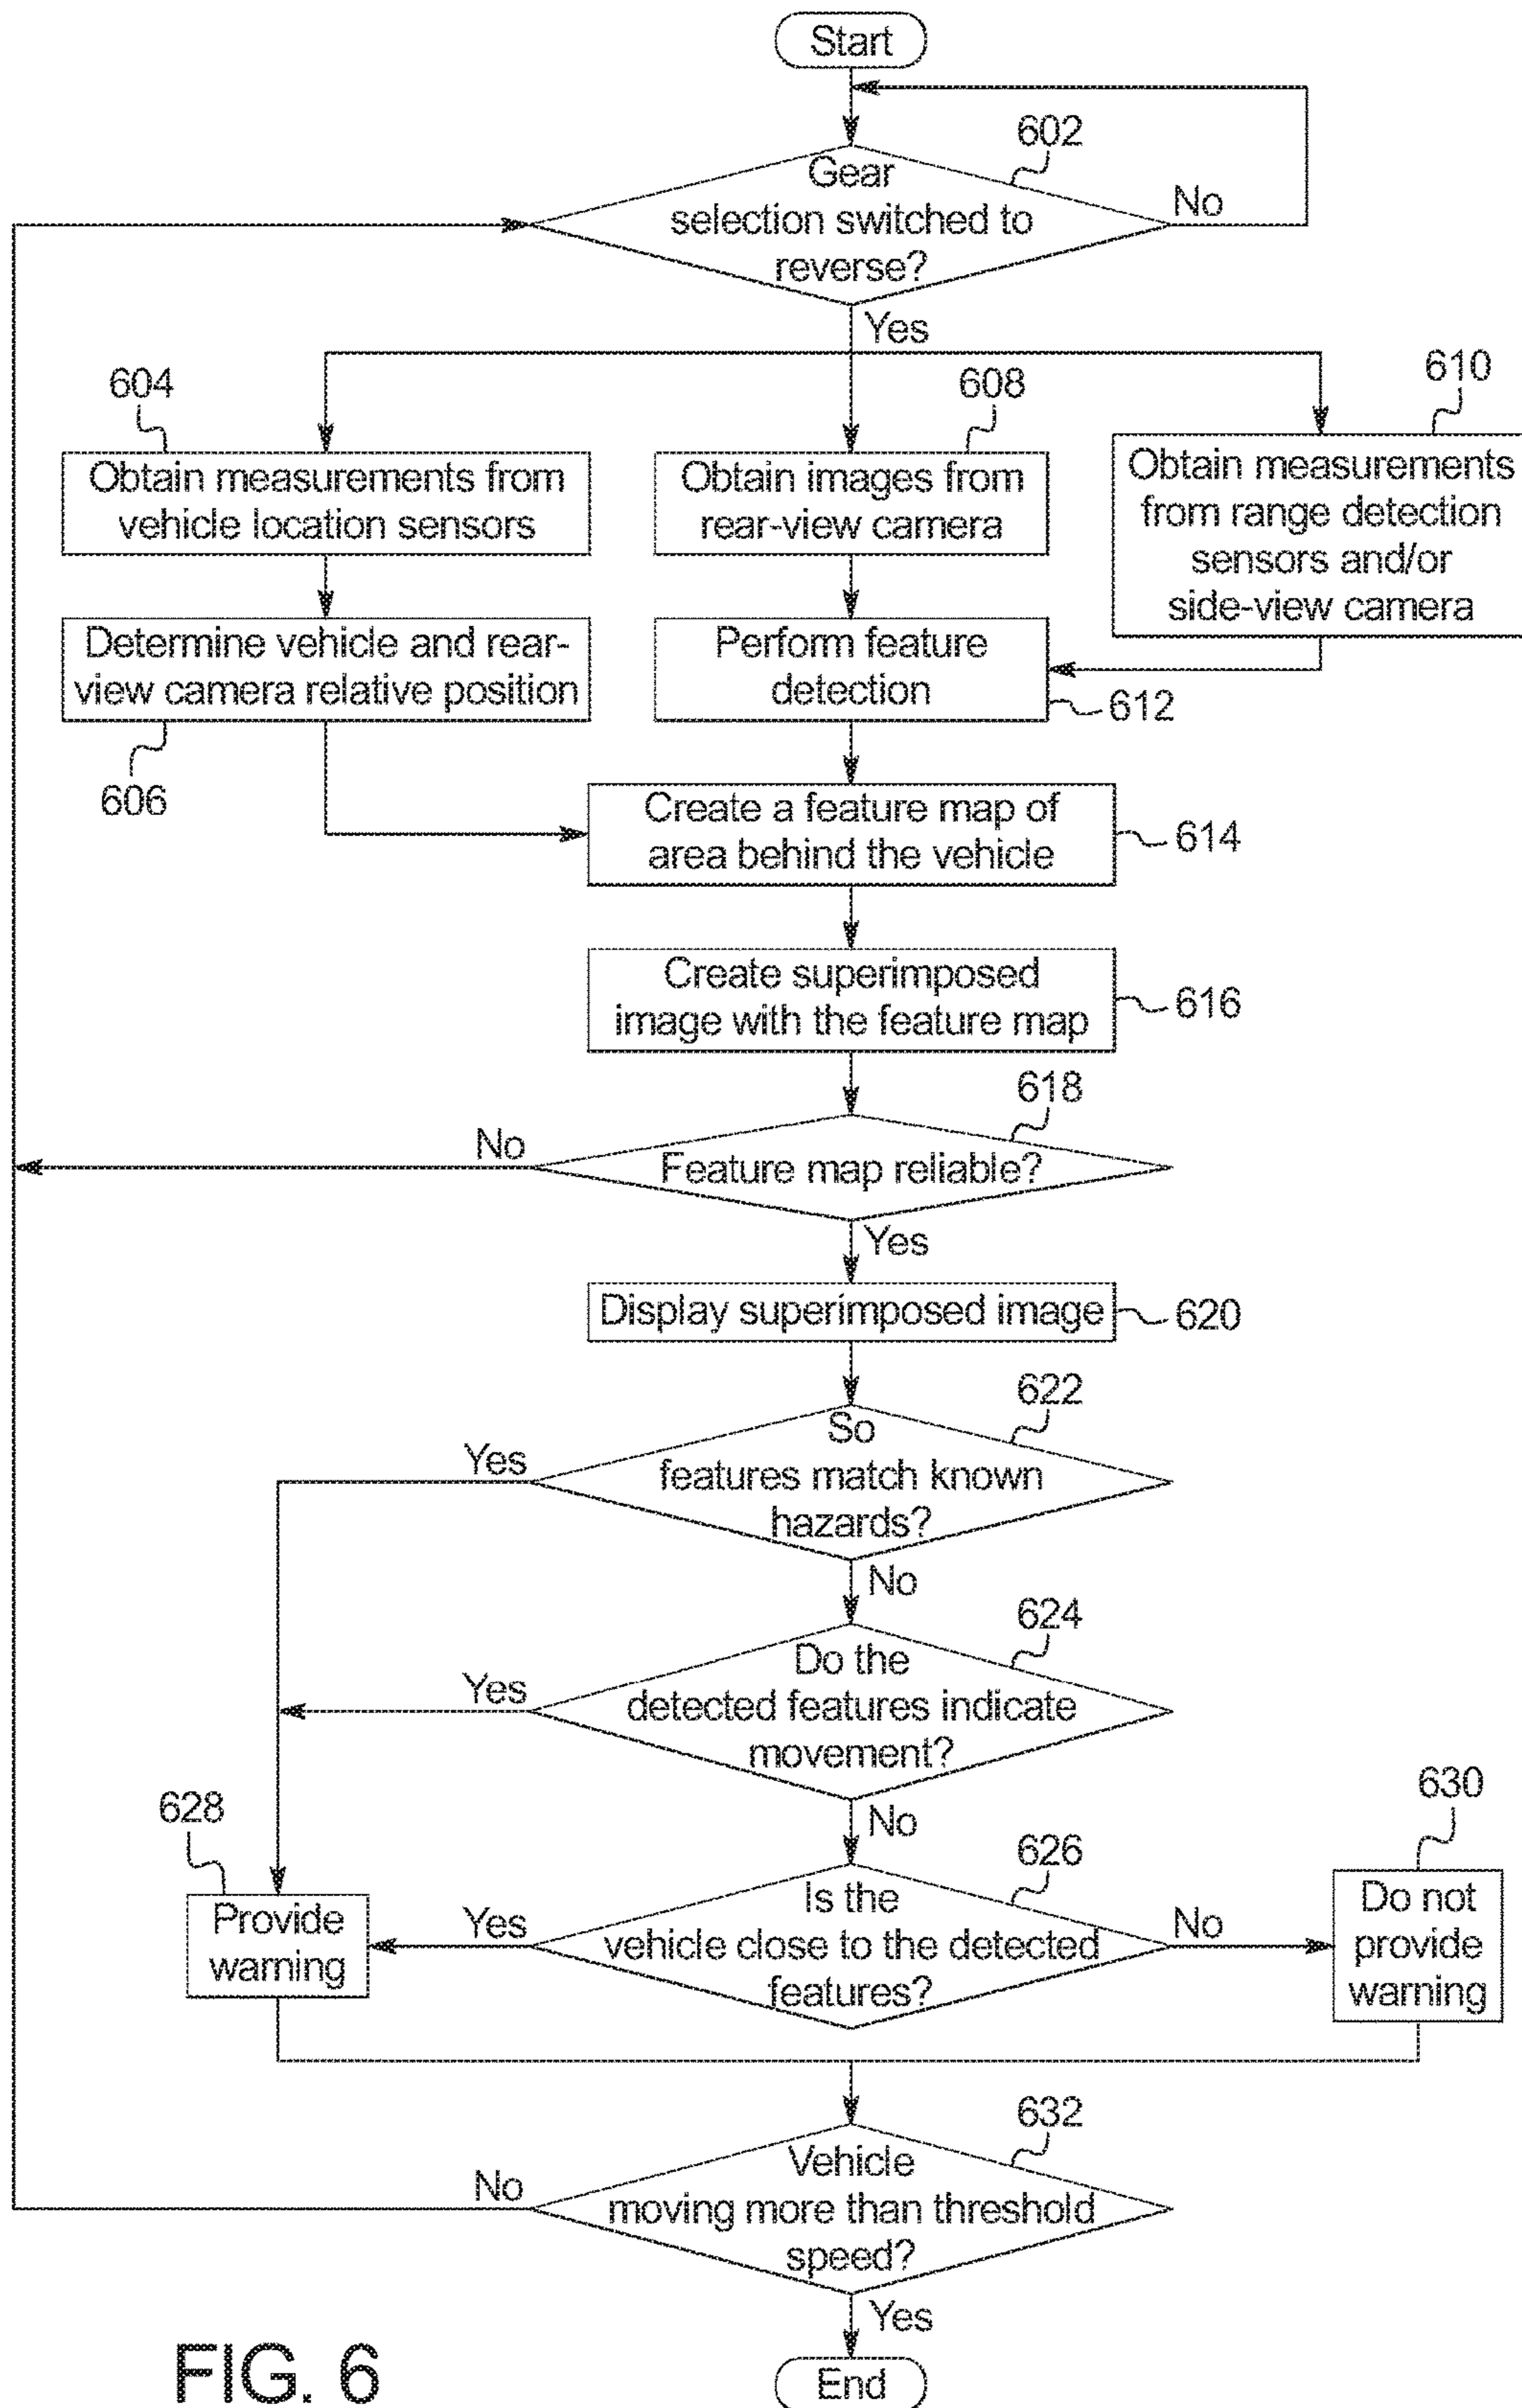 Start
602
Gear
selection switched to
reverse?
No
Yes
604
608
610
Obtain measurements from
vehicle location sensors
Obtain images from
rear-view camera
Obtain measurements
from range detection
sensors and/or
side-view camera
Determine vehicle and rear-
view camera relative position
Perform feature
detection
612
606
Create a feature map of
area behind the vehicle
614
Create superimposed
image with the feature map
616
618
No
Feature map reliable?
Yes
Display superimposed image
620
622
Yes
So
features match known
hazards?
No
624
Yes
Do the
detected features indicate
movement?
No
628
626
630
Provide
warning
Yes
Is the
vehicle close to the detected
features?
No
Do not
provide
warning
632
No
Vehicle
moving more than threshold
speed?
Yes
FIG. 6
End